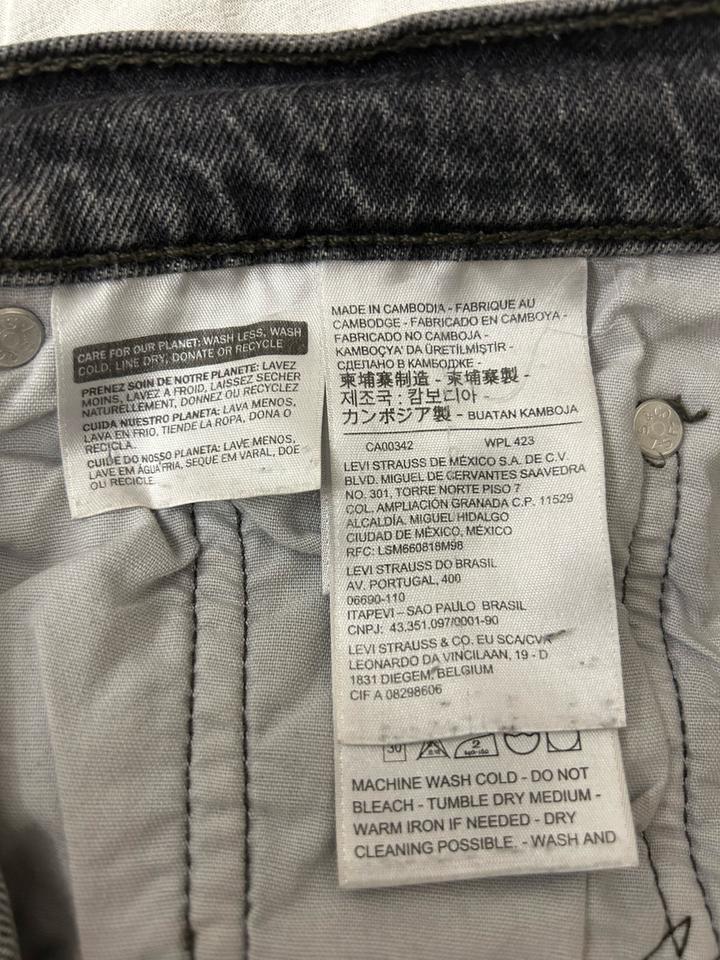 CARE FOR OUR PLANET: WASH LESS, WASH
COLD, LINE DRY, DONATE OR RECYCLE
PRENEZ SOIN DE NOTRE PLANETE: LAVEZ
MOINS, LAVEZ A FROID, LAISSEZ SECHER
NATURELLEMENT, DONNEZ OU RECYCLEZ
CUIDA NUESTRO PLANETA: LAVA MENOS,
LAVA EN FRIO, TIENDE LA ROPA, DONA O
RECICLA.
CUIDE DO NOSSO PLANETA: LAVE MENOS,
LAVE EM ÁGUA FRIA, SEQUE EM VARAL, DOE
OU RECICLE.
MADE IN CAMBODIA - FABRIQUE AU
CAMBODGE - FABRICADO EN CAMBOYA -
FABRICADO NO CAMBOJA -
KAMBOÇYA' DA ÜRETİLMİŞTİR -
СДЕЛАНО В КАМБОДЖЕ -
柬埔寨制造 - 柬埔寨製 -
제조국 : 캄보디아 -
カンボジア製 - BUATAN KAMBOJA
CA00342 WPL 423
LEVI STRAUSS DE MÉXICO S.A. DE C.V.
BLVD. MIGUEL DE CERVANTES SAAVEDRA
NO. 301, TORRE NORTE PISO 7
COL. AMPLIACIÓN GRANADA C.P. 11529
ALCALDÍA. MIGUEL HIDALGO
CIUDAD DE MÉXICO, MÉXICO
RFC: LSM660818M98
LEVI STRAUSS DO BRASIL
AV. PORTUGAL, 400
06690-110
ITAPEVI – SAO PAULO BRASIL
CNPJ: 43.351.097/0001-90
LEVI STRAUSS & CO. EU SCA/CVA
LEONARDO DA VINCILAAN, 19 - D
1831 DIEGEM, BELGIUM
CIF A 08298606
30 2
MACHINE WASH COLD - DO NOT
BLEACH - TUMBLE DRY MEDIUM -
WARM IRON IF NEEDED - DRY
CLEANING POSSIBLE. - WASH AND